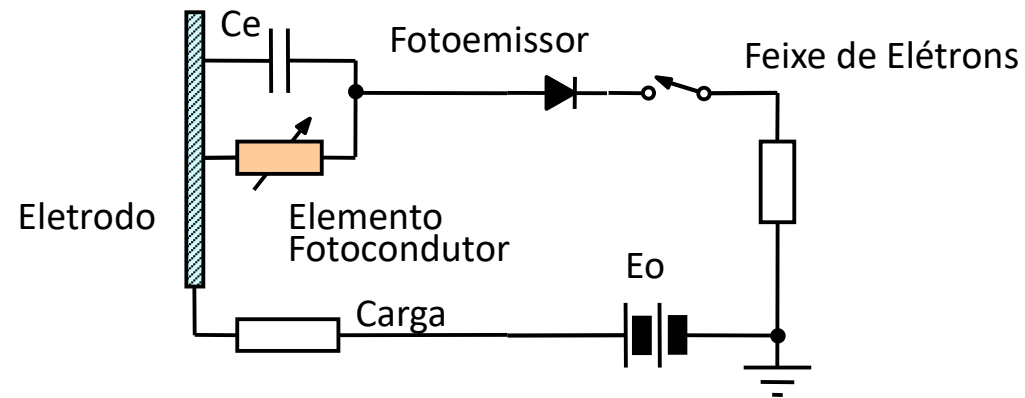 Ce
Fotoemissor
Feixe de Elétrons
Eletrodo
Elemento
Fotocondutor
Eo
Carga